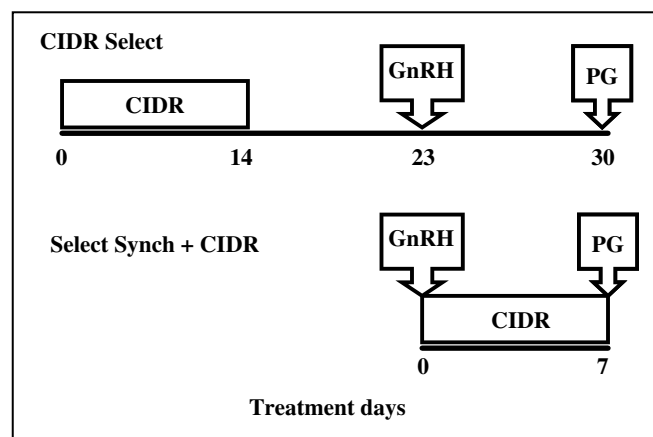 CIDR Select
GnRH
PG
CIDR
0 14 23 30
Select Synch + CIDR
GnRH
PG
CIDR
0 7
Treatment days